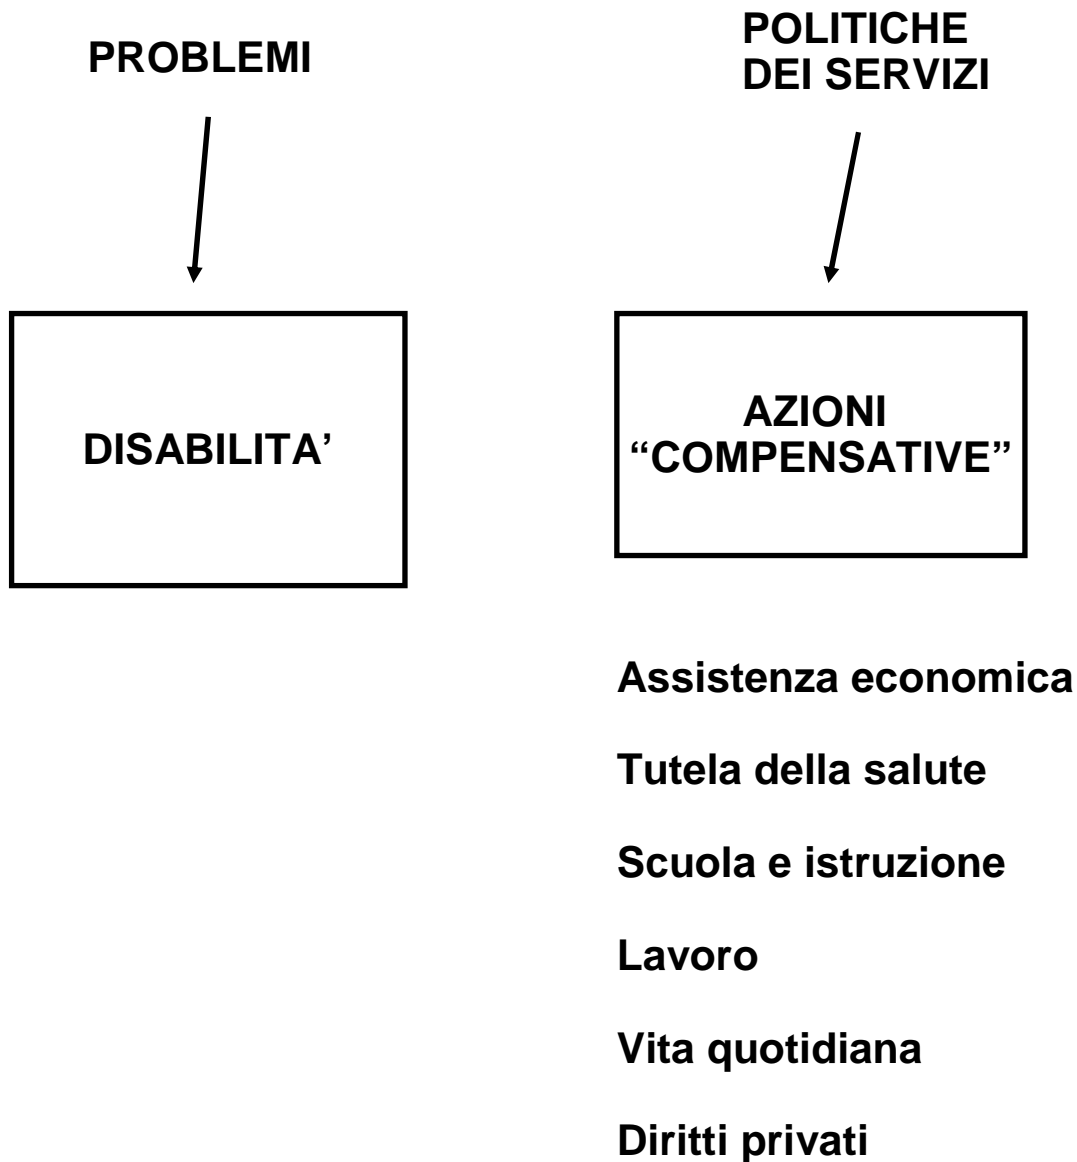 PROBLEMI
POLITICHE
DEI SERVIZI
DISABILITA’
AZIONI
“COMPENSATIVE”
Assistenza economica
Tutela della salute
Scuola e istruzione
Lavoro
Vita quotidiana
Diritti privati